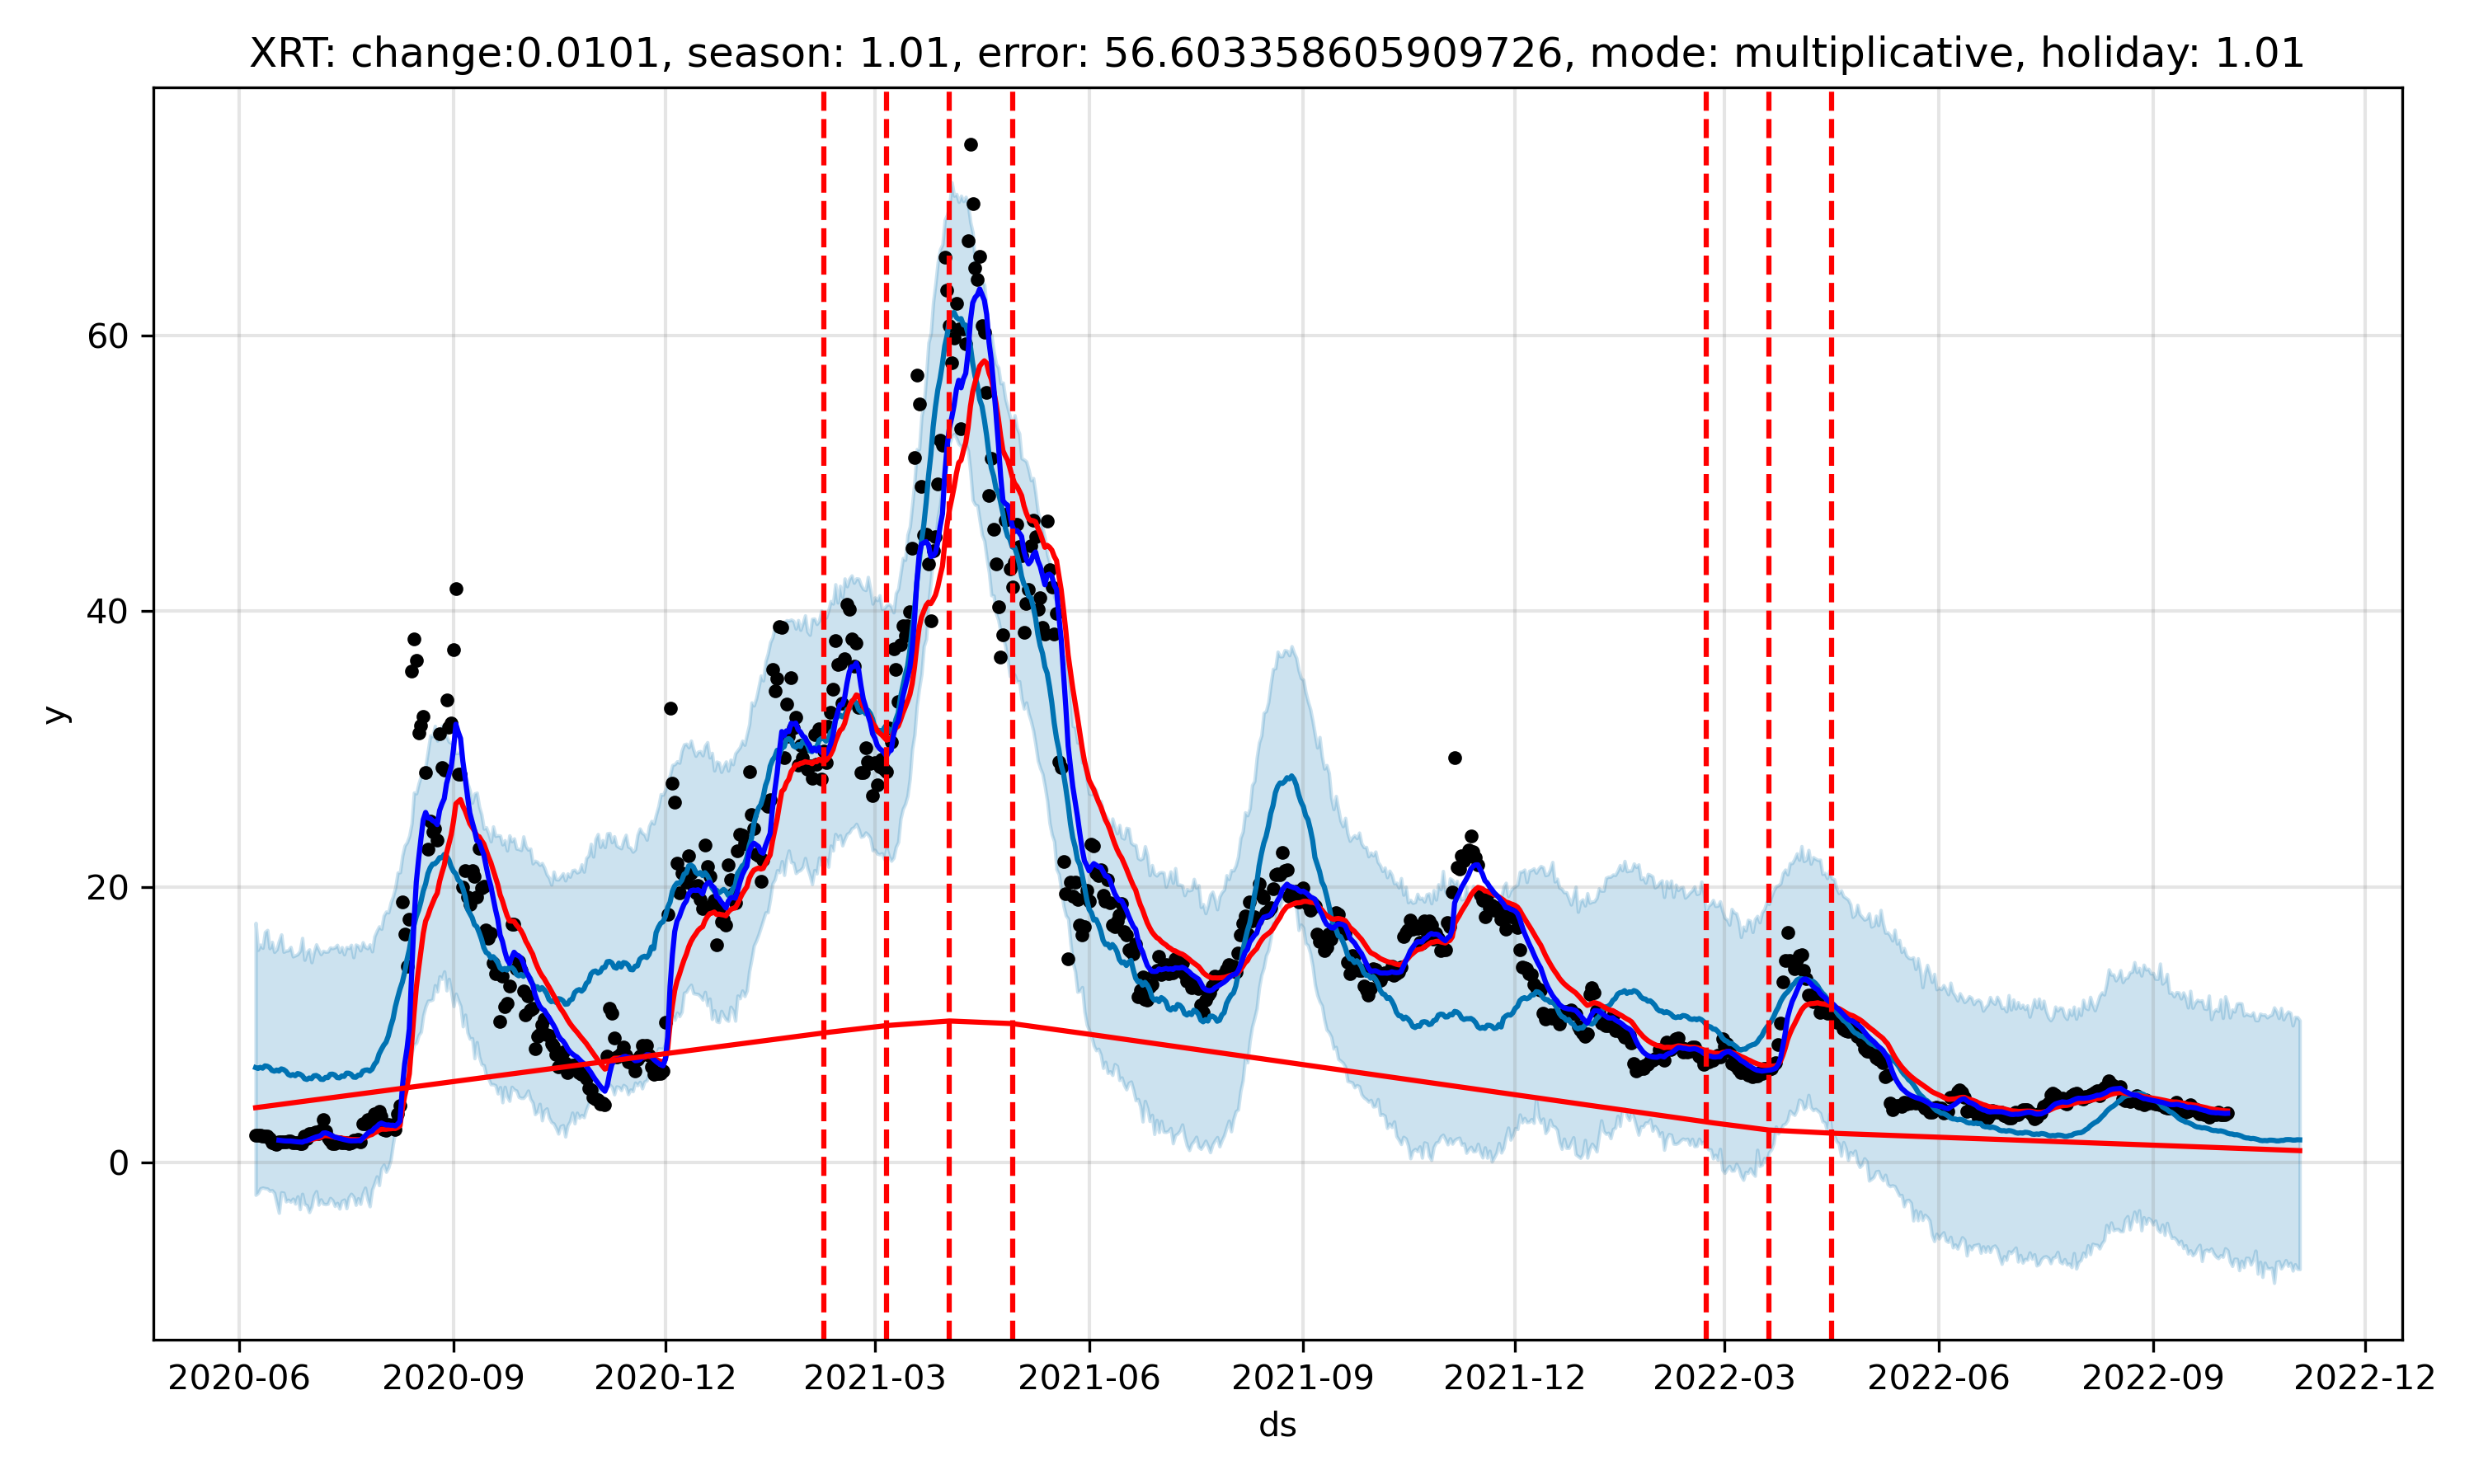 XRT: change:0.0101, season: 1.01, error: 56.603358605909726, mode: multiplicative, holiday: 1.01
y
60
40
20
0
2020-06 2020-09 2020-12 2021-03 2021-06 2021-09 2021-12 2022-03 2022-06 2022-09 2022-12
ds